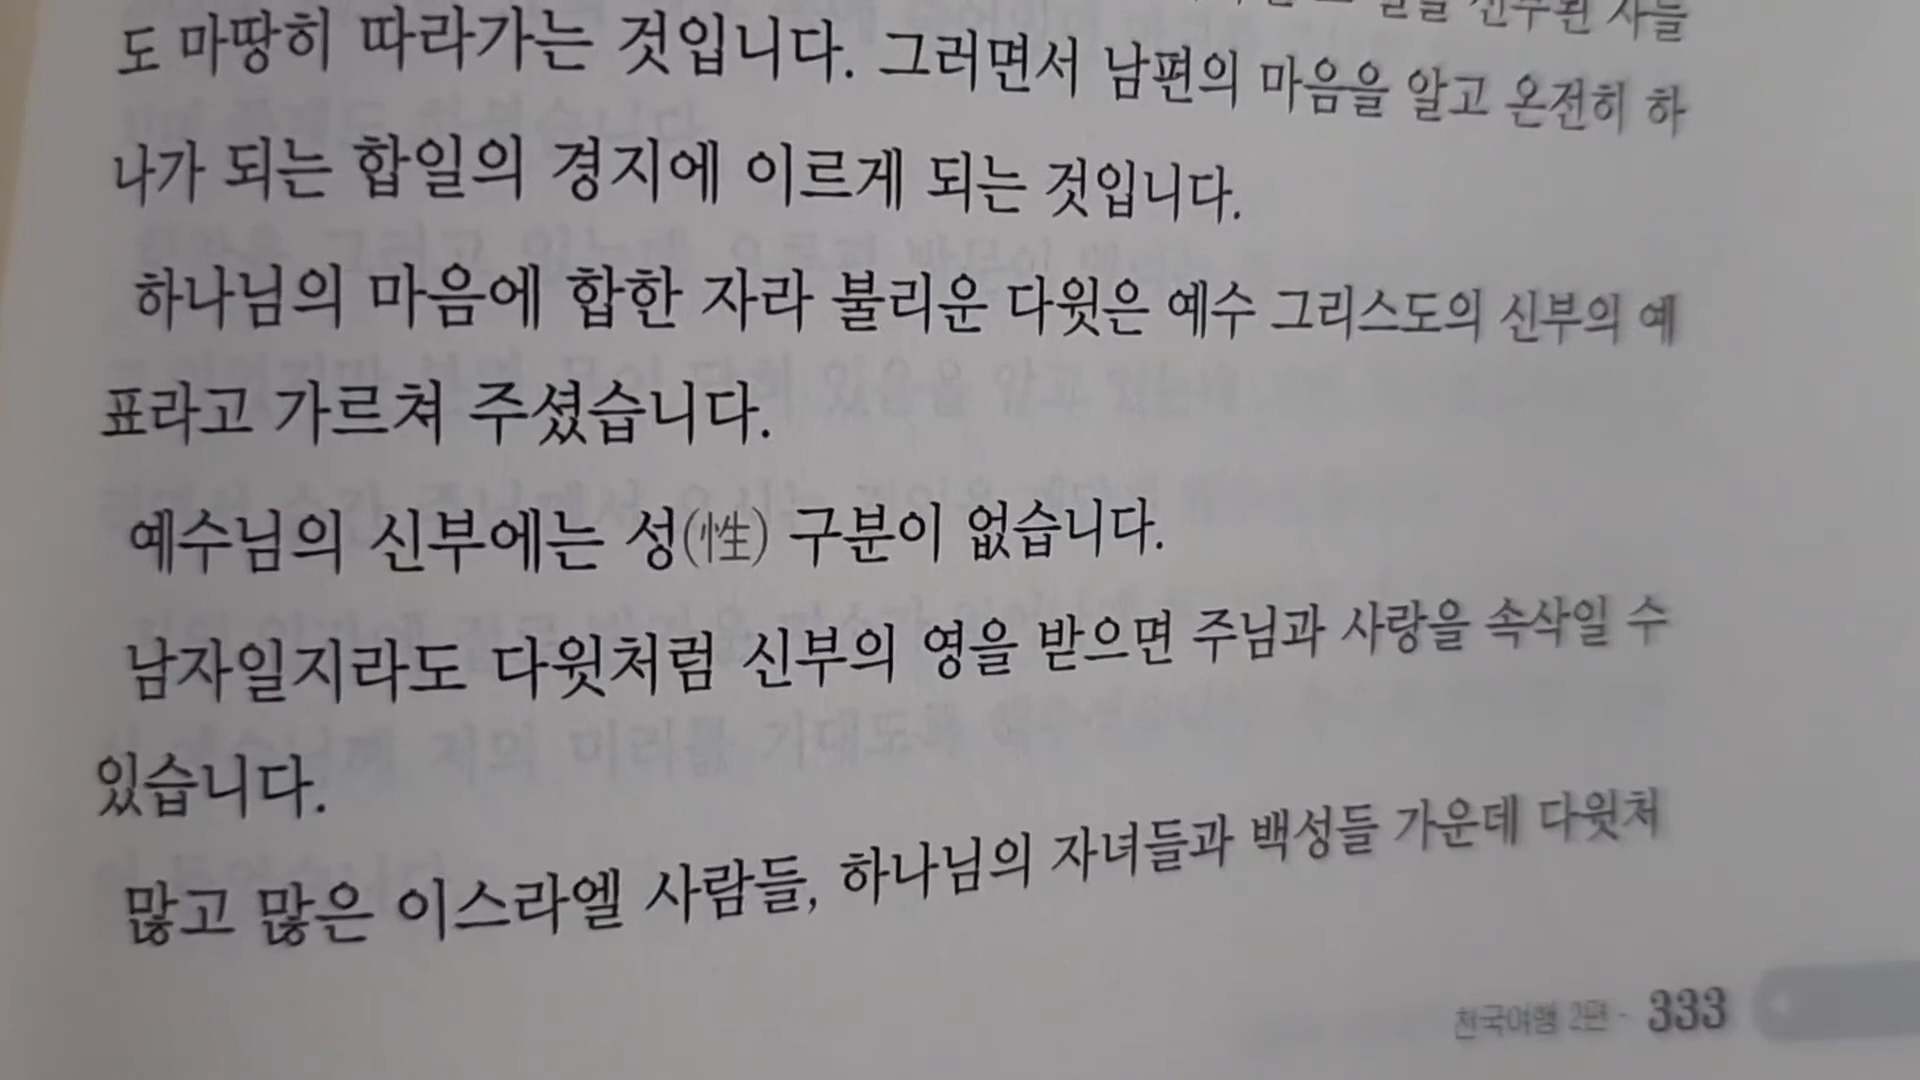 신부된 자들
도 마땅히 따라가는 것입니다. 그러면서 남편의 마음을 알고 온전히 하
나가 되는 합일의 경지에 이르게 되는 것입니다.
하나님의 마음에 합한 자라 불리운 다윗은 예수 그리스도의 신부의 예
표라고 가르쳐 주셨습니다.
예수님의 신부에는 성(性) 구분이 없습니다.
남자일지라도 다윗처럼 신부의 영을 받으면 주님과 사랑을 속삭일 수
있습니다.
많고 많은 이스라엘 사람들, 하나님의 자녀들과 백성들 가운데 다윗처
천국여행 2편 - 333